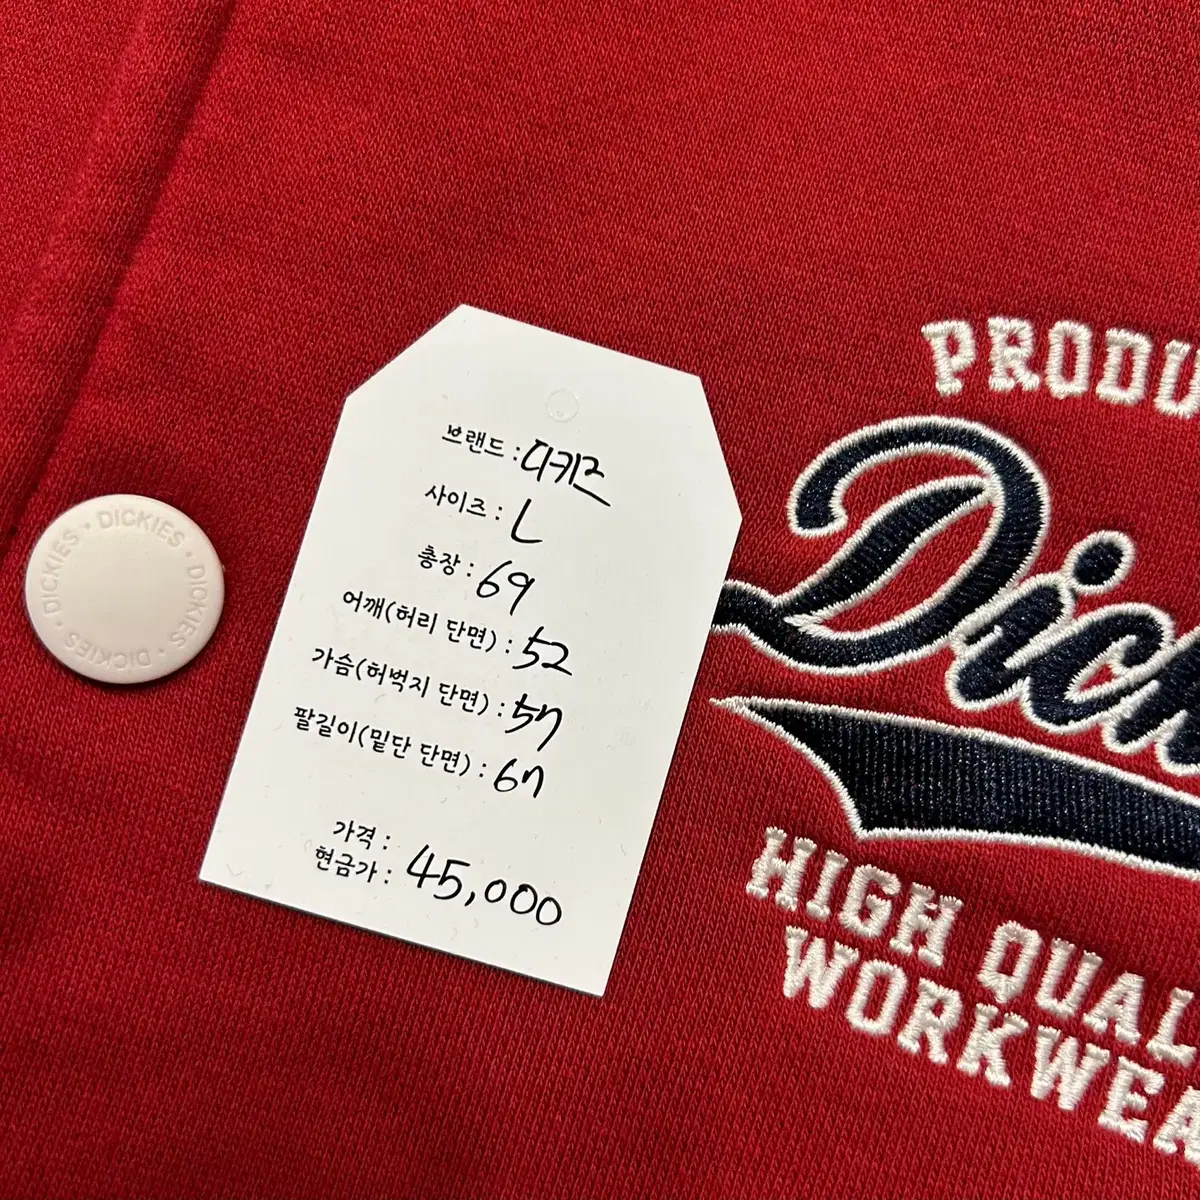 브랜드 : 디키즈
사이즈 : L
총장 : 69
어깨(허리 단면) : 52
가슴(허벅지 단면) : 57
팔길이(밑단 단면) : 67
가격 :
현금가 : 45,000
DICKIES • DICKIES • DICKIES • DICKIES •
PRODU
Dick
HIGH QUAL
WORKWEA